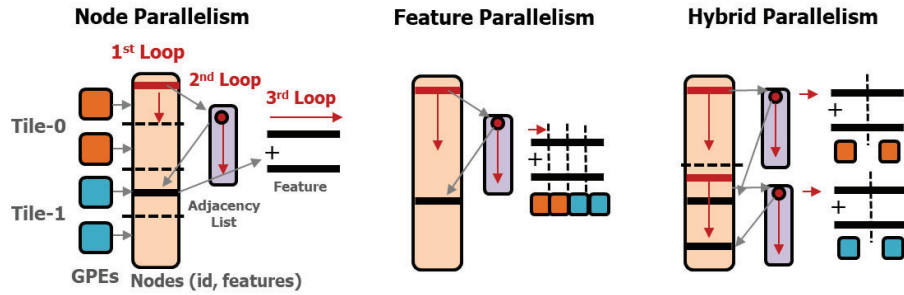 Node Parallelism
Feature Parallelism
Hybrid Parallelism
1st Loop
2nd Loop
3rd Loop
Tile-0
+
+
+
Feature
Tile-1
Adjacency
List
+
GPEs
Nodes (id, features)